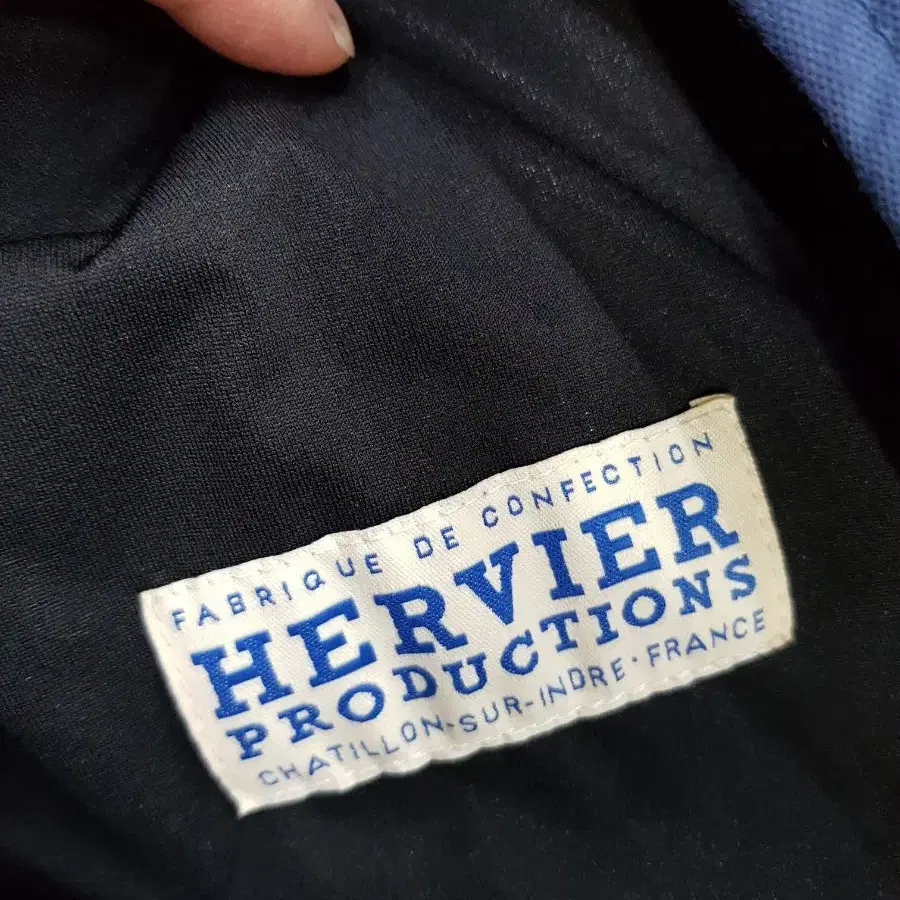 FABRIQUE DE CONFECTION
HERVIER
PRODUCTIONS
CHATILLON-SUR-INDRE·FRANCE